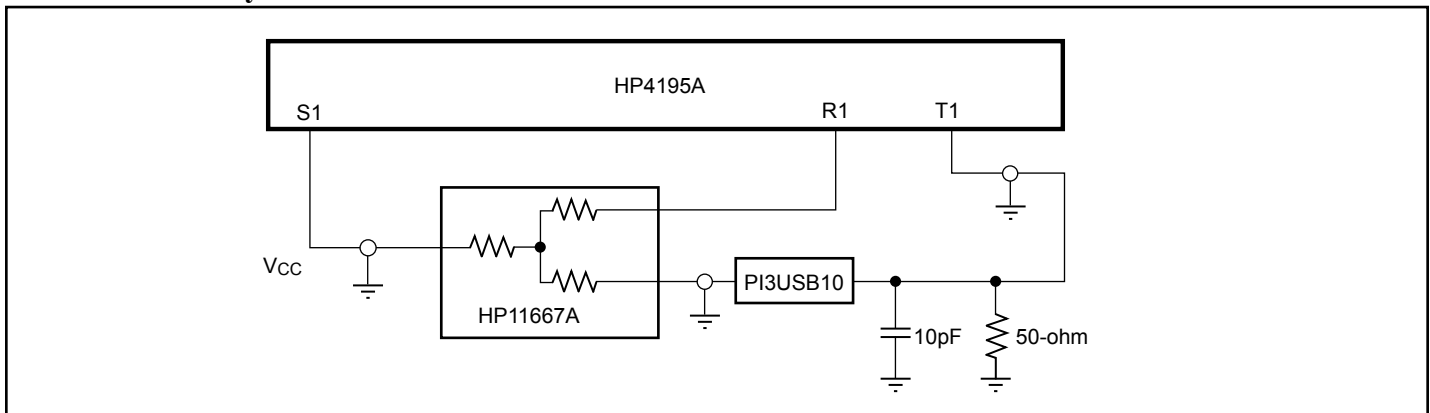 HP4195A
S1
R1
T1
VCC
HP11667A
PI3USB10
10pF
50-ohm